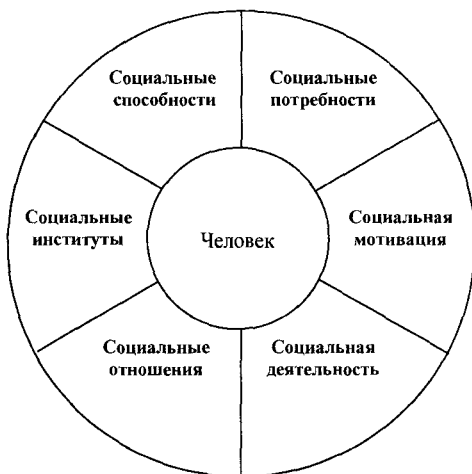 Социальные
способности
Социальные
потребности
Социальные
институты
Человек
Социальная
мотивация
Социальные
отношения
Социальная
деятельность